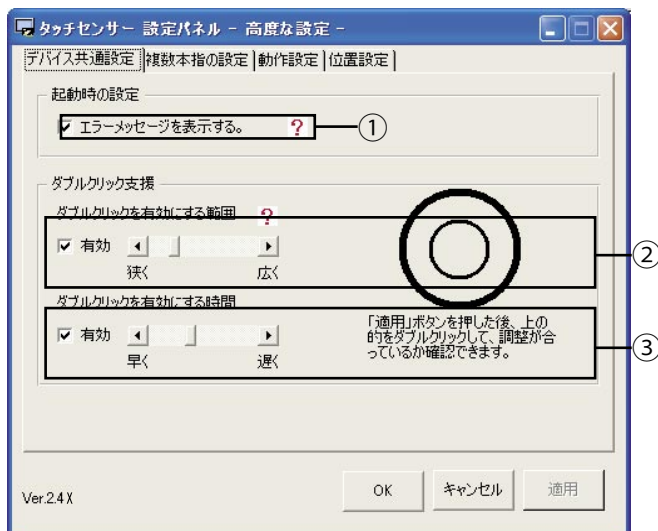 タッチセンサー 設定パネル - 高度な設定 -
デバイス共通設定 複数本指の設定 動作設定 位置設定
起動時の設定
エラーメッセージを表示する。 ? ①
ダブルクリック支援
ダブルクリックを有効にする範囲 ?
有効
狭く 広く
②
ダブルクリックを有効にする時間
有効
早く 遅く
「適用」ボタンを押した後、上の
的をダブルクリックして、調整が合
っているか確認できます。
③
Ver.2.4X
OK キャンセル 適用